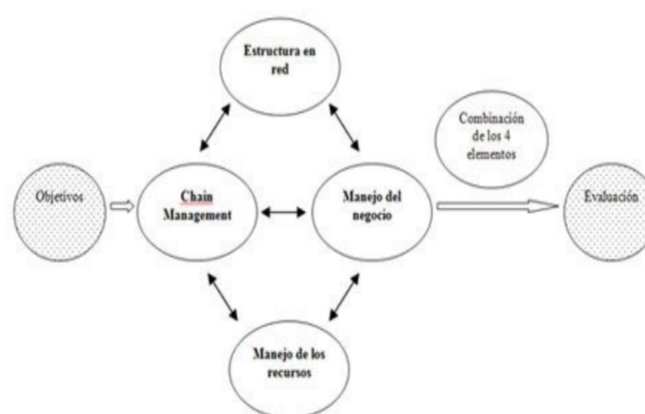 Estructura en
red
Combinación
de los 4
elementos
Objetivos
Chain
Management
Manejo del
negocio
Evaluación
Manejo de los
recursos